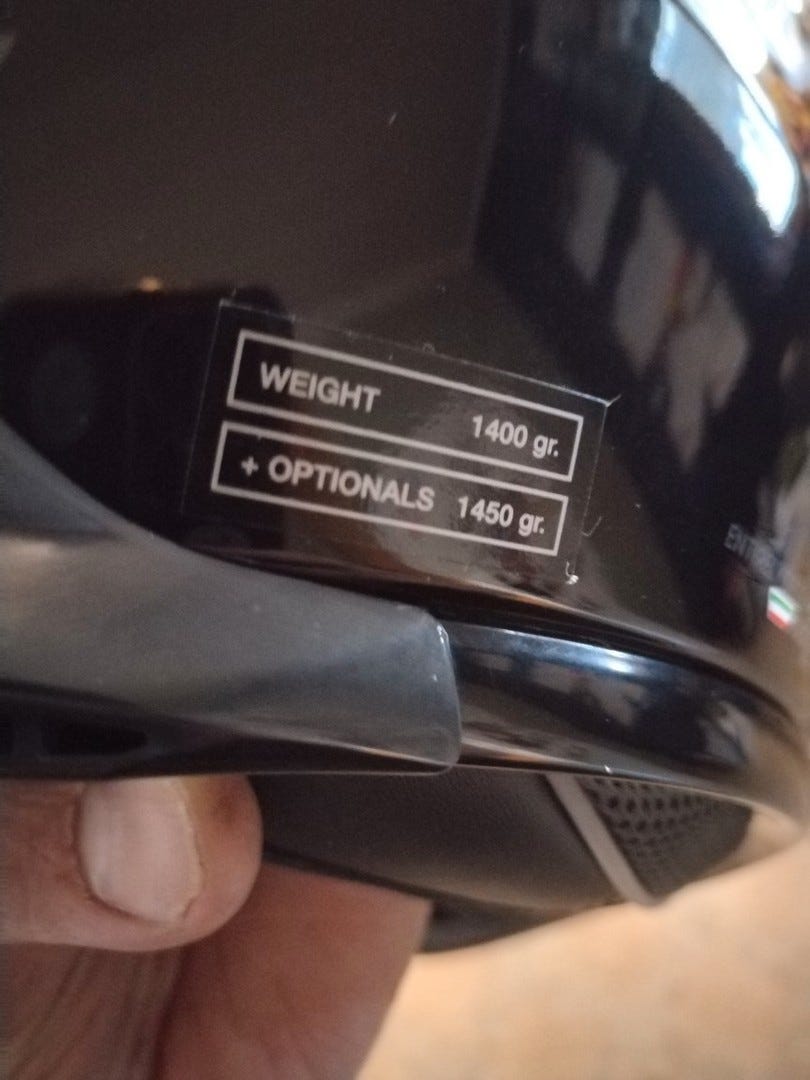 WEIGHT 1400 gr.
+ OPTIONALS 1450 gr.